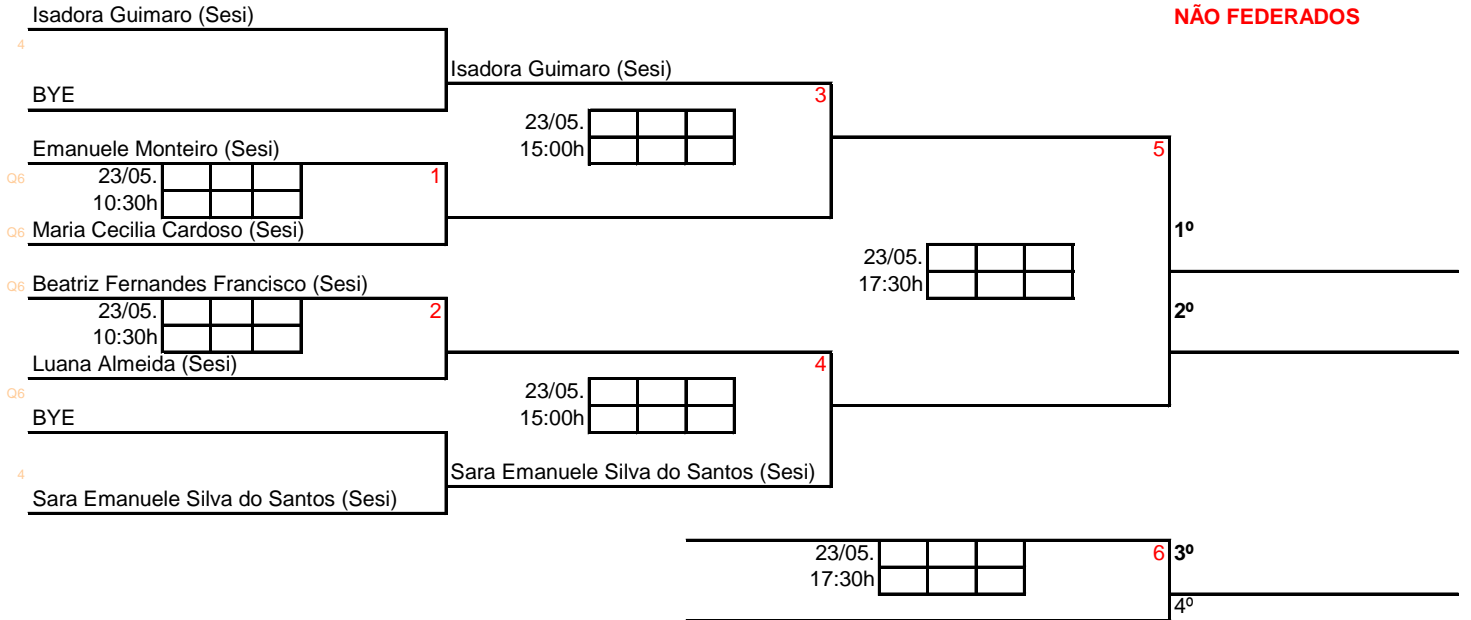 Isadora Guimaro (Sesi)
NÃO FEDERADOS
4
Isadora Guimaro (Sesi)
BYE
3
23/05.
15:00h
Emanuele Monteiro (Sesi)
5
Q6
23/05.
1
10:30h
Q6
Maria Cecilia Cardoso (Sesi)
1º
23/05.
17:30h
Q6
Beatriz Fernandes Francisco (Sesi)
23/05.
2
10:30h
2º
Luana Almeida (Sesi)
4
Q6
23/05.
15:00h
BYE
4
Sara Emanuele Silva do Santos (Sesi)
Sara Emanuele Silva do Santos (Sesi)
23/05.
17:30h
6
3º
4º